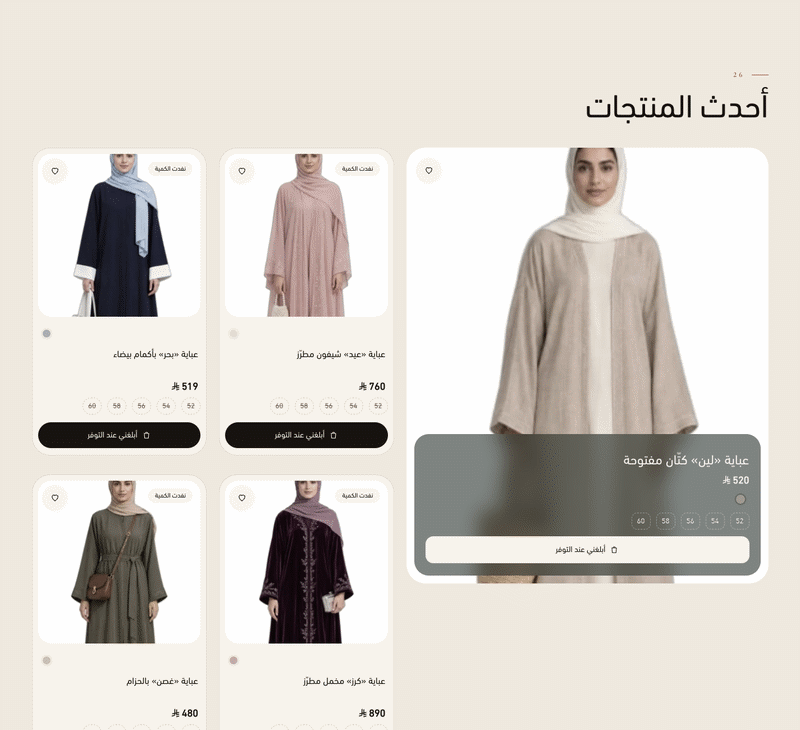 26
أحدث المنتجات
عباية «لين» كتّان مفتوحة
520
52 54 56 58 60
أبلغني عند التوفر
نفدت الكمية
عباية «عيد» شيفون مطرّز
760
52 54 56 58 60
أبلغني عند التوفر
نفدت الكمية
عباية «بحر» بأكمام بيضاء
519
52 54 56 58 60
أبلغني عند التوفر
نفدت الكمية
عباية «كرز» مخمل مطرّز
890
نفدت الكمية
عباية «غصن» بالحزام
480